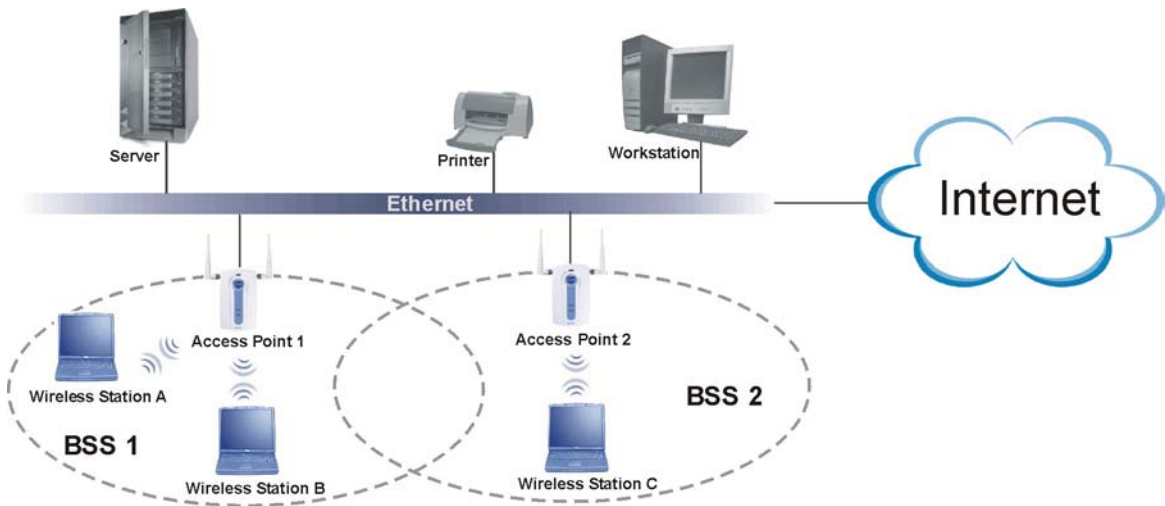 Server
Printer
Workstation
Ethernet
Internet
Access Point 1
Access Point 2
Wireless Station A
BSS 1
BSS 2
Wireless Station B
Wireless Station C